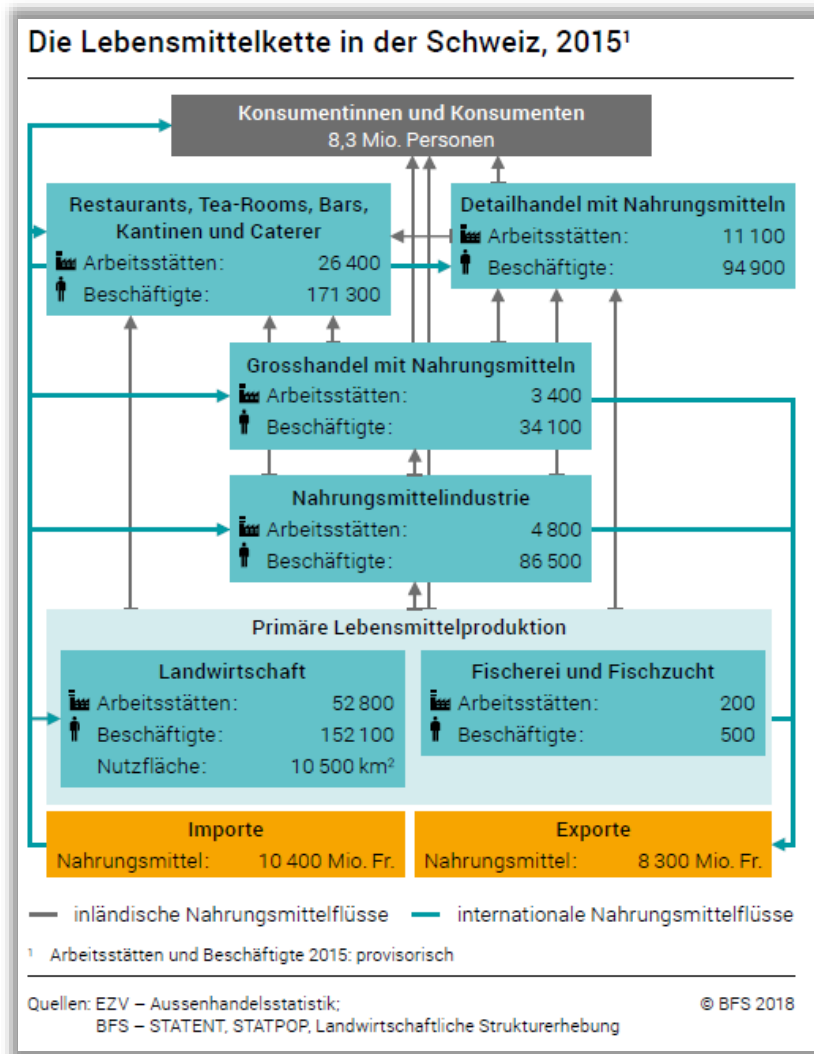 Die Lebensmittelkette in der Schweiz, 2015¹
Konsumentinnen und Konsumenten
8,3 Mio. Personen
Restaurants, Tea-Rooms, Bars,
Kantinen und Caterer
Arbeitsstätten: 26 400
Beschäftigte: 171 300
Detailhandel mit Nahrungsmitteln
Arbeitsstätten: 11 100
Beschäftigte: 94 900
Grosshandel mit Nahrungsmitteln
Arbeitsstätten: 3 400
Beschäftigte: 34 100
Nahrungsmittelindustrie
Arbeitsstätten: 4 800
Beschäftigte: 86 500
Primäre Lebensmittelproduktion
Landwirtschaft
Arbeitsstätten: 52 800
Beschäftigte: 152 100
Nutzfläche: 10 500 km²
Fischerei und Fischzucht
Arbeitsstätten: 200
Beschäftigte: 500
Importe
Nahrungsmittel: 10 400 Mio. Fr.
Exporte
Nahrungsmittel: 8 300 Mio. Fr.
inländische Nahrungsmittelflüsse
internationale Nahrungsmittelflüsse
¹ Arbeitsstätten und Beschäftigte 2015: provisorisch
Quellen: EZV – Aussenhandelsstatistik;
BFS – STATENT, STATPOP, Landwirtschaftliche Strukturerhebung
© BFS 2018